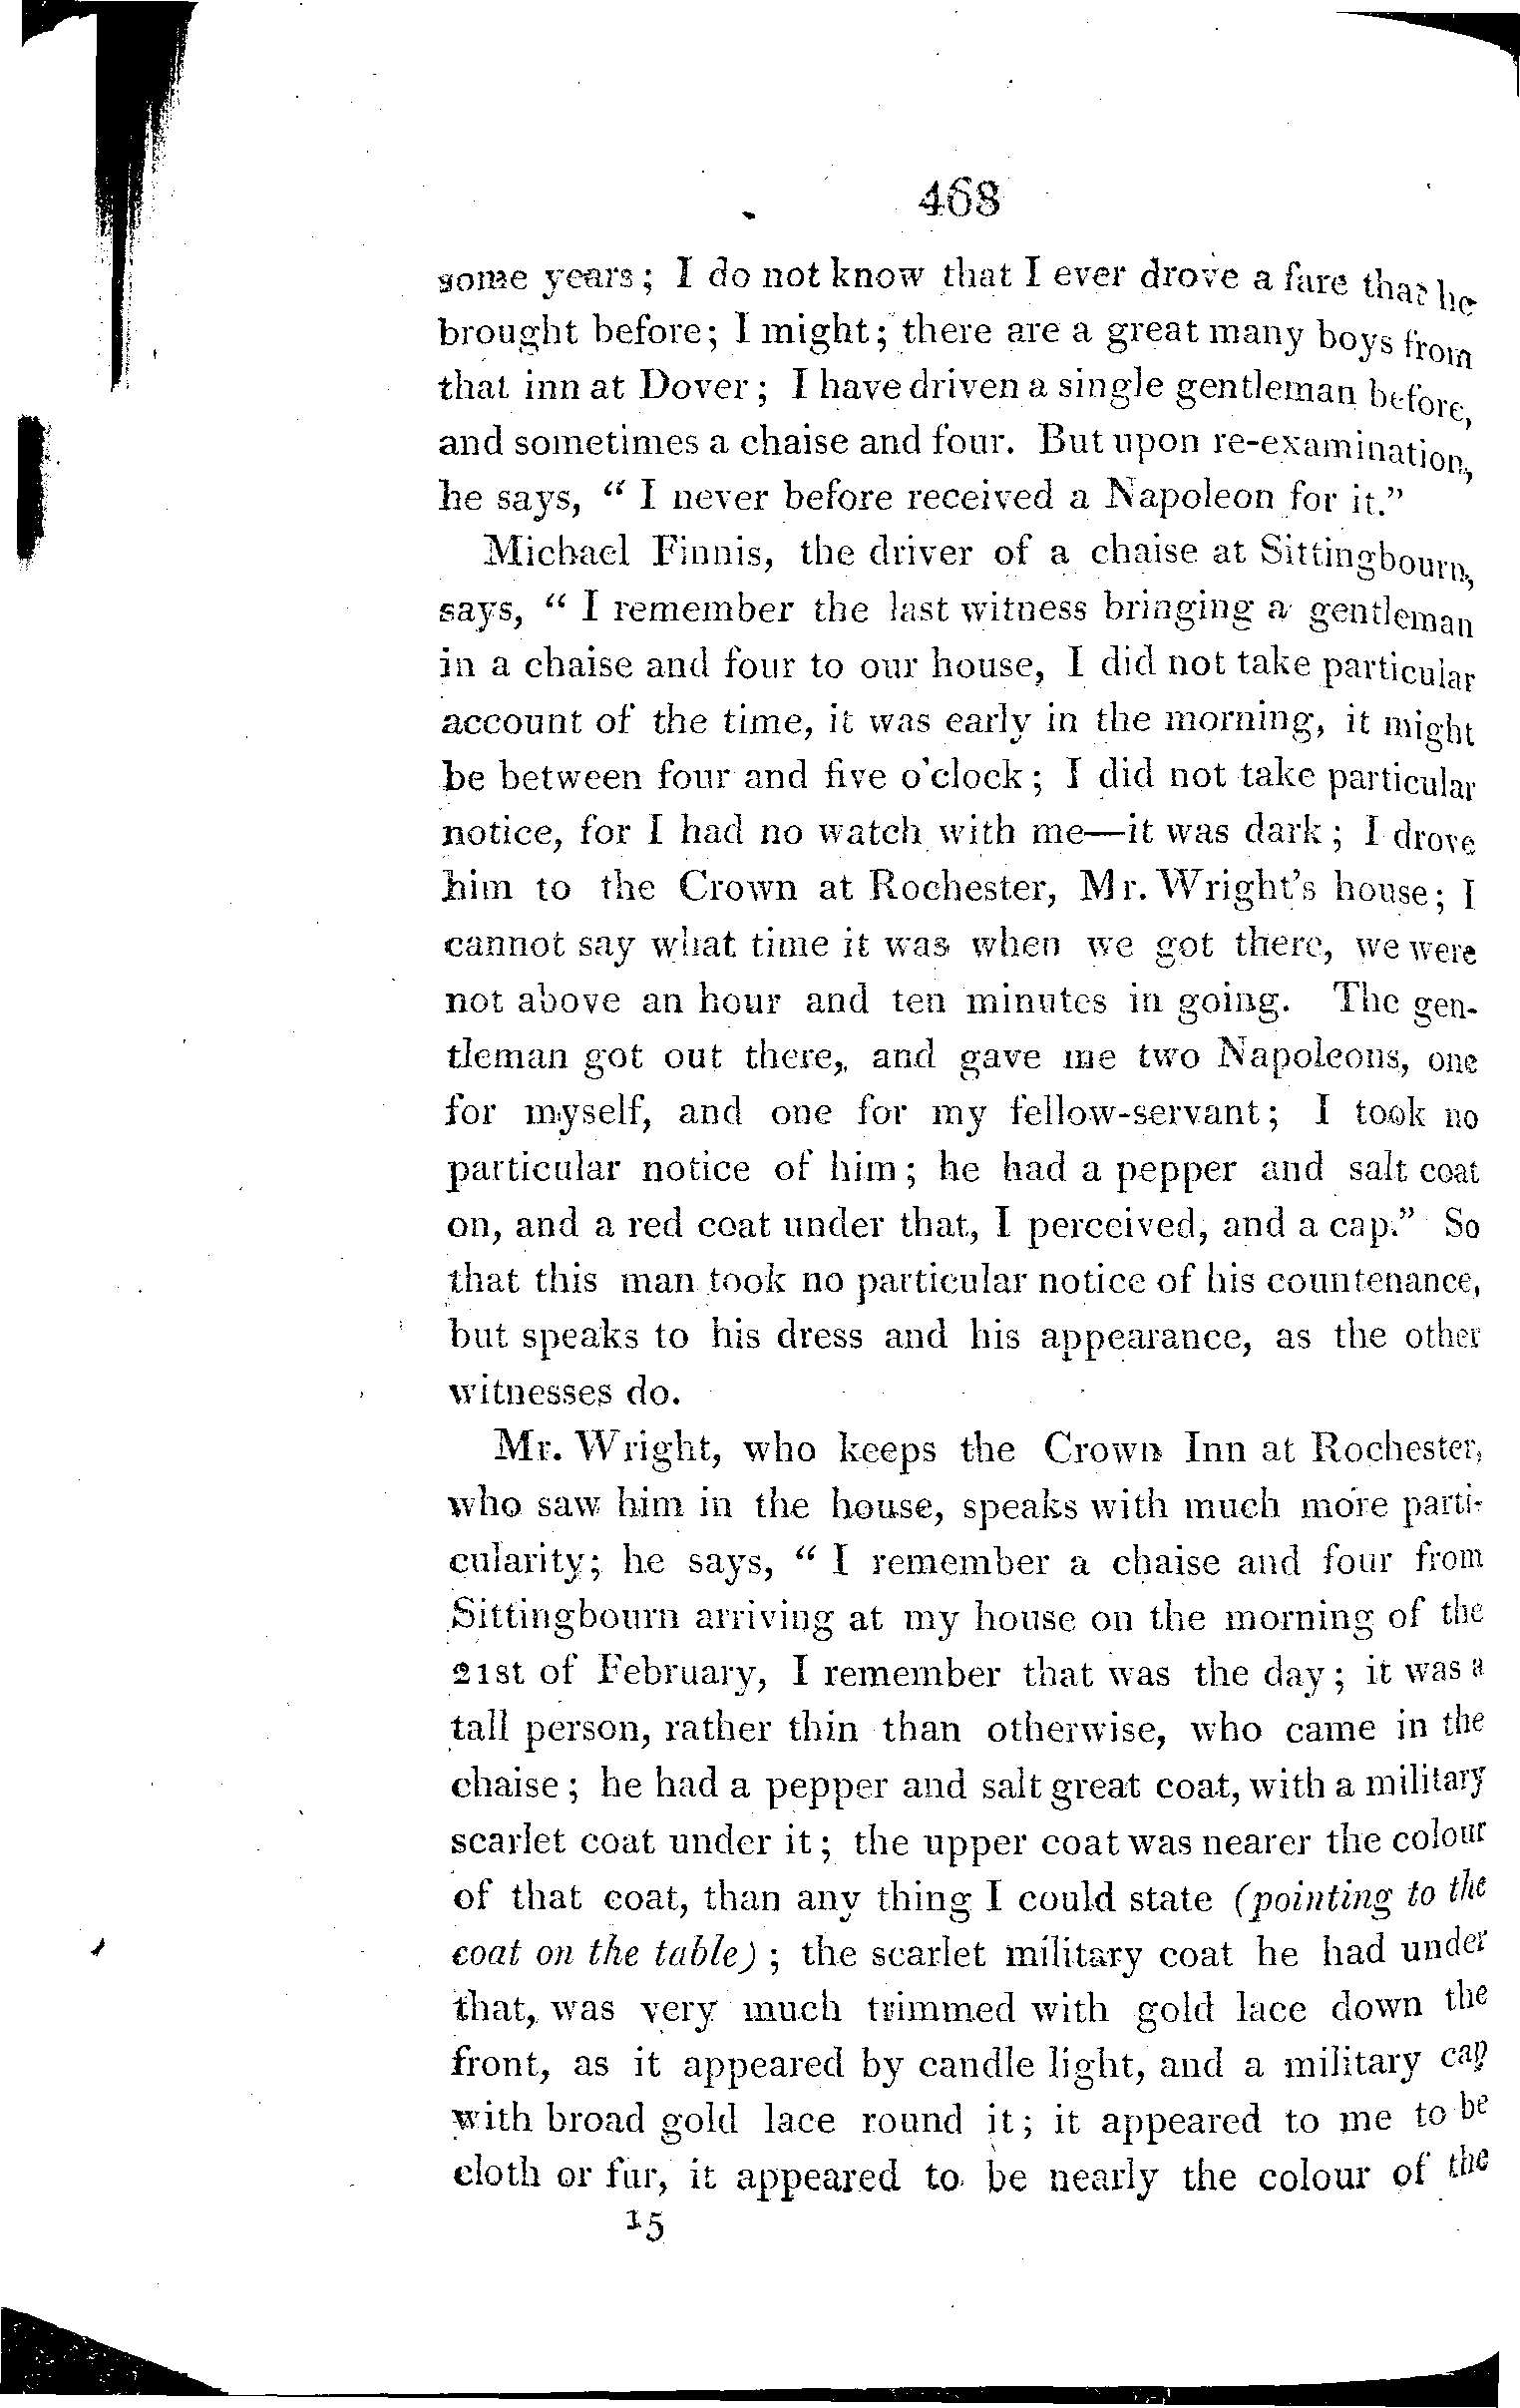 468
some years; I do not know that I ever drove a fare that he
brought before; I might; there are a great many boys from
that inn at Dover; I have driven a single gentleman before,
and sometimes a chaise and four. But upon re-examination,
he says, “ I never before received a Napoleon for it.”
Michael Finnis, the driver of a chaise at Sittingbourn,
says, “ I remember the last witness bringing a gentleman
in a chaise and four to our house, I did not take particular
account of the time, it was early in the morning, it might
be between four and five o'clock; I did not take particular
notice, for I had no watch with me—it was dark; I drove
him to the Crown at Rochester, Mr. Wright's house; I
cannot say what time it was when we got there, we were
not above an hour and ten minutes in going. The gen-
tleman got out there, and gave me two Napoleons, one
for myself, and one for my fellow-servant; I took no
particular notice of him; he had a pepper and salt coat
on, and a red coat under that, I perceived, and a cap.” So
that this man took no particular notice of his countenance,
but speaks to his dress and his appearance, as the other
witnesses do.
Mr. Wright, who keeps the Crown Inn at Rochester,
who saw him in the house, speaks with much more parti-
cularity; he says, “ I remember a chaise and four from
Sittingbourn arriving at my house on the morning of the
21st of February, I remember that was the day; it was a
tall person, rather thin than otherwise, who came in the
chaise; he had a pepper and salt great coat, with a military
scarlet coat under it; the upper coat was nearer the colour
of that coat, than any thing I could state (pointing to the
coat on the table); the scarlet military coat he had under
that, was very much trimmed with gold lace down the
front, as it appeared by candle light, and a military cap
with broad gold lace round it; it appeared to me to be
cloth or fur, it appeared to be nearly the colour of the
15